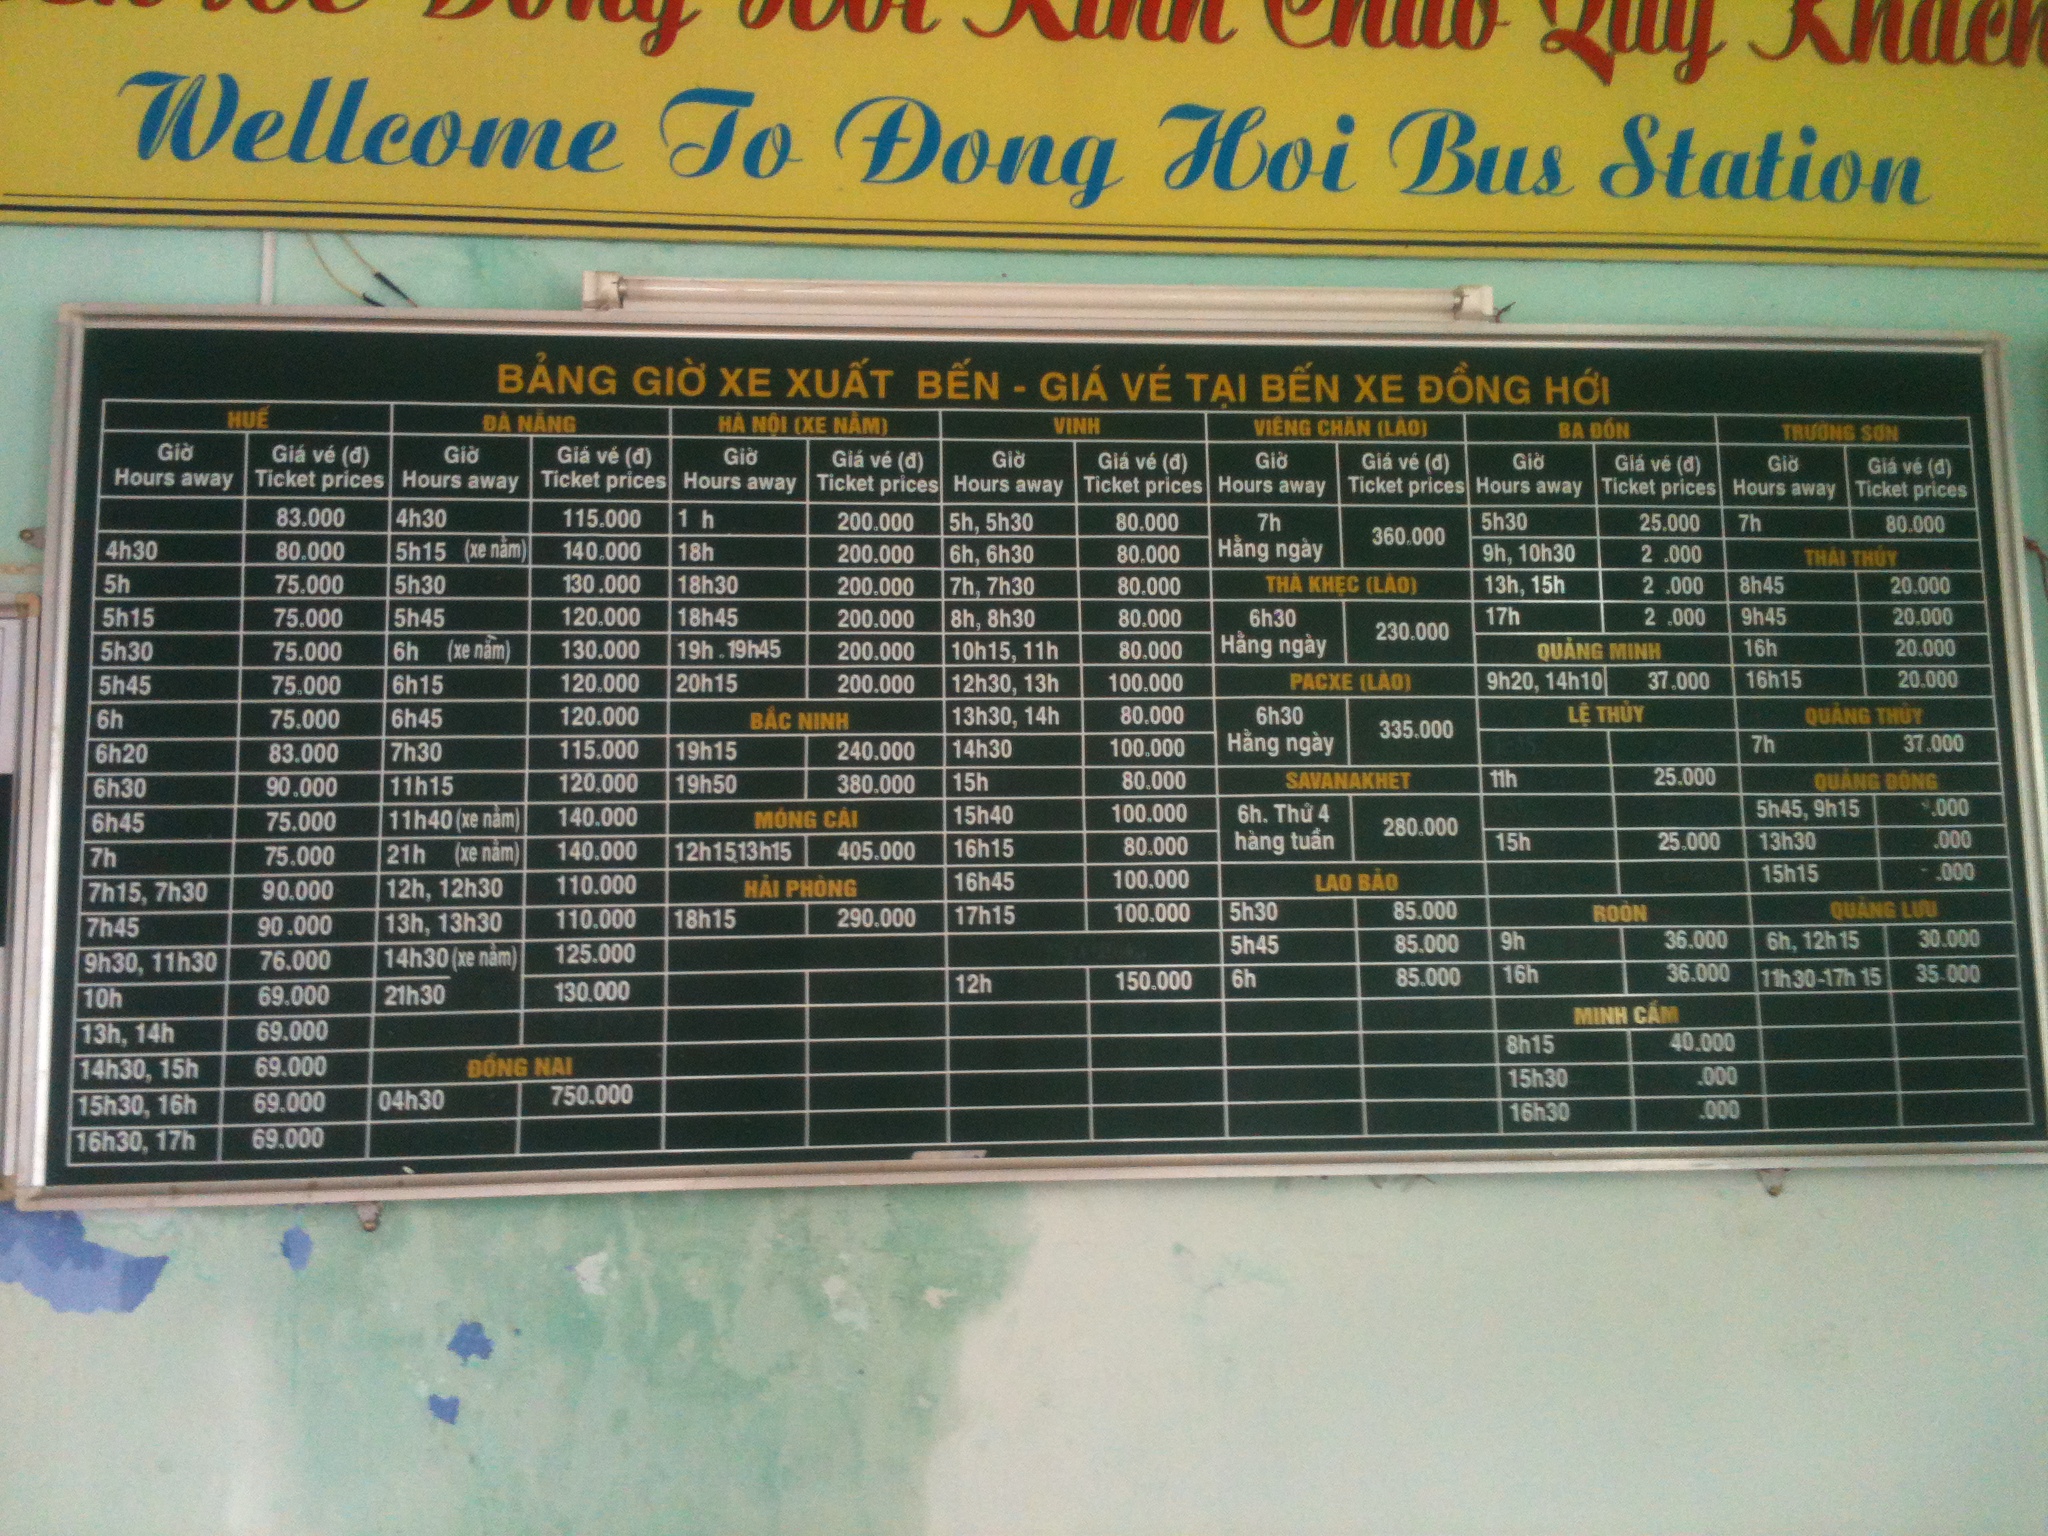 Đồng Hới Kính Chào Quý Khách
Wellcome To Đong Hoi Bus Station
BẢNG GIỜ XE XUẤT BẾN - GIÁ VÉ TẠI BẾN XE ĐỒNG HỚI
HUẾ ĐÀ NẴNG HÀ NỘI (XE NẰM) VINH VIÊNG CHĂN (LÀO) BA ĐỒN TRƯỜNG SƠN
Giờ Giá vé (đ) Giờ Giá vé (đ) Giờ Giá vé (đ) Giờ Giá vé (đ) Giờ Giá vé (đ) Giờ Giá vé (đ) Giờ Giá vé (đ)
Hours away Ticket prices Hours away Ticket prices Hours away Ticket prices Hours away Ticket prices Hours away Ticket prices Hours away Ticket prices Hours away Ticket prices
83.000 4h30 115.000 1 h 200.000 5h, 5h30 80.000 7h 360.000 5h30 25.000 7h 80.000
4h30 80.000 5h15 (xe nằm) 140.000 18h 200.000 6h, 6h30 80.000 Hằng ngày 9h, 10h30 2 .000 THÁI THỦY
5h 75.000 5h30 130.000 18h30 200.000 7h, 7h30 80.000 THÀ KHẸC (LÀO) 13h, 15h 2 .000 8h45 20.000
5h15 75.000 5h45 120.000 18h45 200.000 8h, 8h30 80.000 6h30 230.000 17h 2 .000 9h45 20.000
5h30 75.000 6h (xe nằm) 130.000 19h . 19h45 200.000 10h15, 11h 80.000 Hằng ngày QUẢNG MINH 16h 20.000
5h45 75.000 6h15 120.000 20h15 200.000 12h30, 13h 100.000 PACXE (LÀO) 9h20, 14h10 37.000 16h15 20.000
6h 75.000 6h45 120.000 BẮC NINH 13h30, 14h 80.000 6h30 335.000 LỆ THỦY QUẢNG THỦY
6h20 83.000 7h30 115.000 19h15 240.000 14h30 100.000 Hằng ngày 7h 37.000
6h30 90.000 11h15 120.000 19h50 380.000 15h 80.000 SAVANAKHET 11h 25.000 QUẢNG ĐÔNG
6h45 75.000 11h40 (xe nằm) 140.000 MÓNG CÁI 15h40 100.000 6h. Thứ 4 280.000 5h45, 9h15 .000
7h 75.000 21h (xe nằm) 140.000 12h15 13h15 405.000 16h15 80.000 hàng tuần 15h 25.000 13h30 .000
7h15, 7h30 90.000 12h, 12h30 110.000 HẢI PHÒNG 16h45 100.000 LAO BẢO 15h15 .000
7h45 90.000 13h, 13h30 110.000 18h15 290.000 17h15 100.000 5h30 85.000 ROÒN QUẢNG LƯU
9h30, 11h30 76.000 14h30 (xe nằm) 125.000 5h45 85.000 9h 36.000 6h, 12h15 30.000
10h 69.000 21h30 130.000 12h 150.000 6h 85.000 16h 36.000 11h30-17h 15 35.000
13h, 14h 69.000 MINH CẦM
14h30, 15h 69.000 ĐỒNG NAI 8h15 40.000
15h30, 16h 69.000 04h30 750.000 15h30 .000
16h30, 17h 69.000 16h30 .000